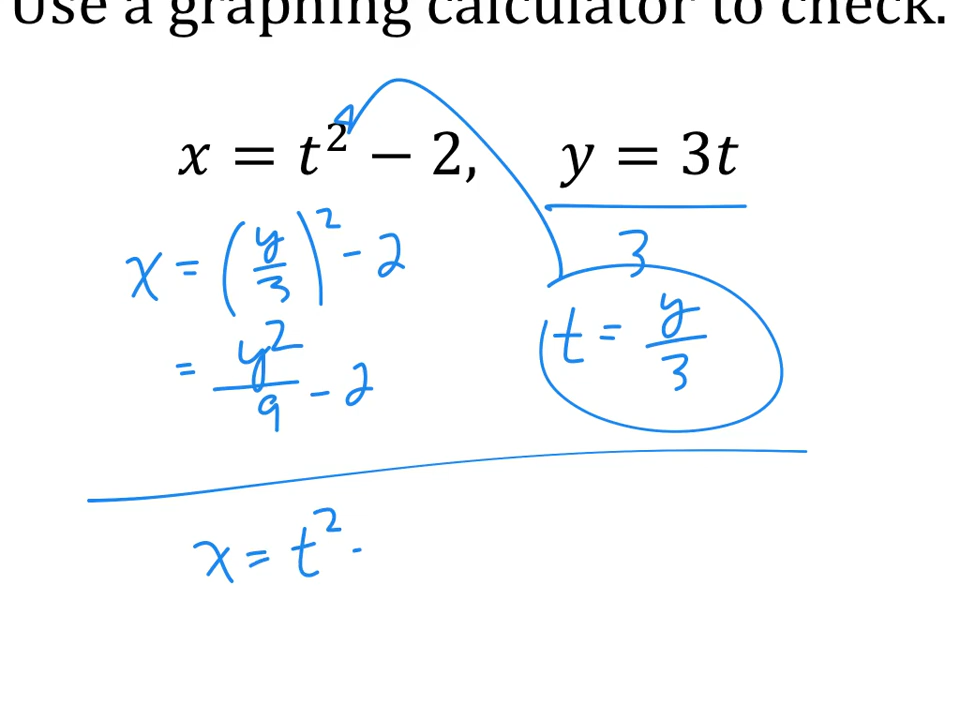 Use a graphing calculator to check.
x = t² − 2, y = 3t
3
x = (y/3)² − 2
t = y/3
= y²/9 − 2
x = t² -